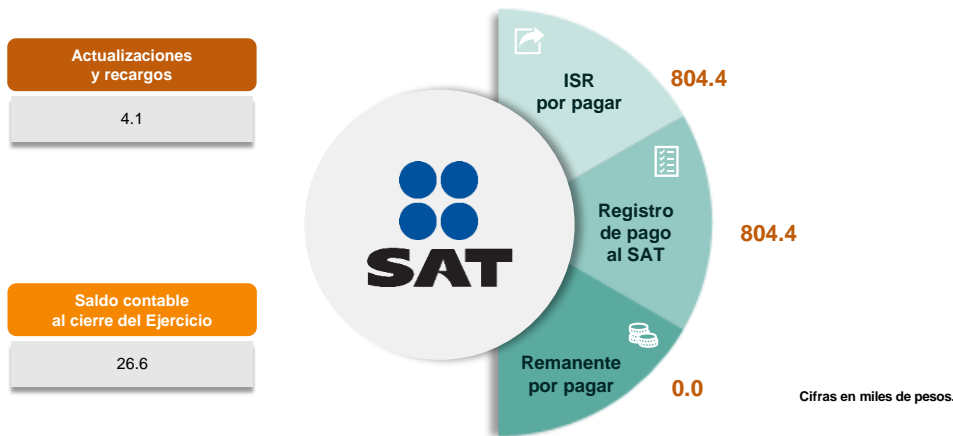 Actualizaciones
y recargos
4.1
Saldo contable
al cierre del Ejercicio
26.6
SAT
ISR
por pagar
804.4
Registro
de pago
al SAT
804.4
Remanente
por pagar
0.0
Cifras en miles de pesos.